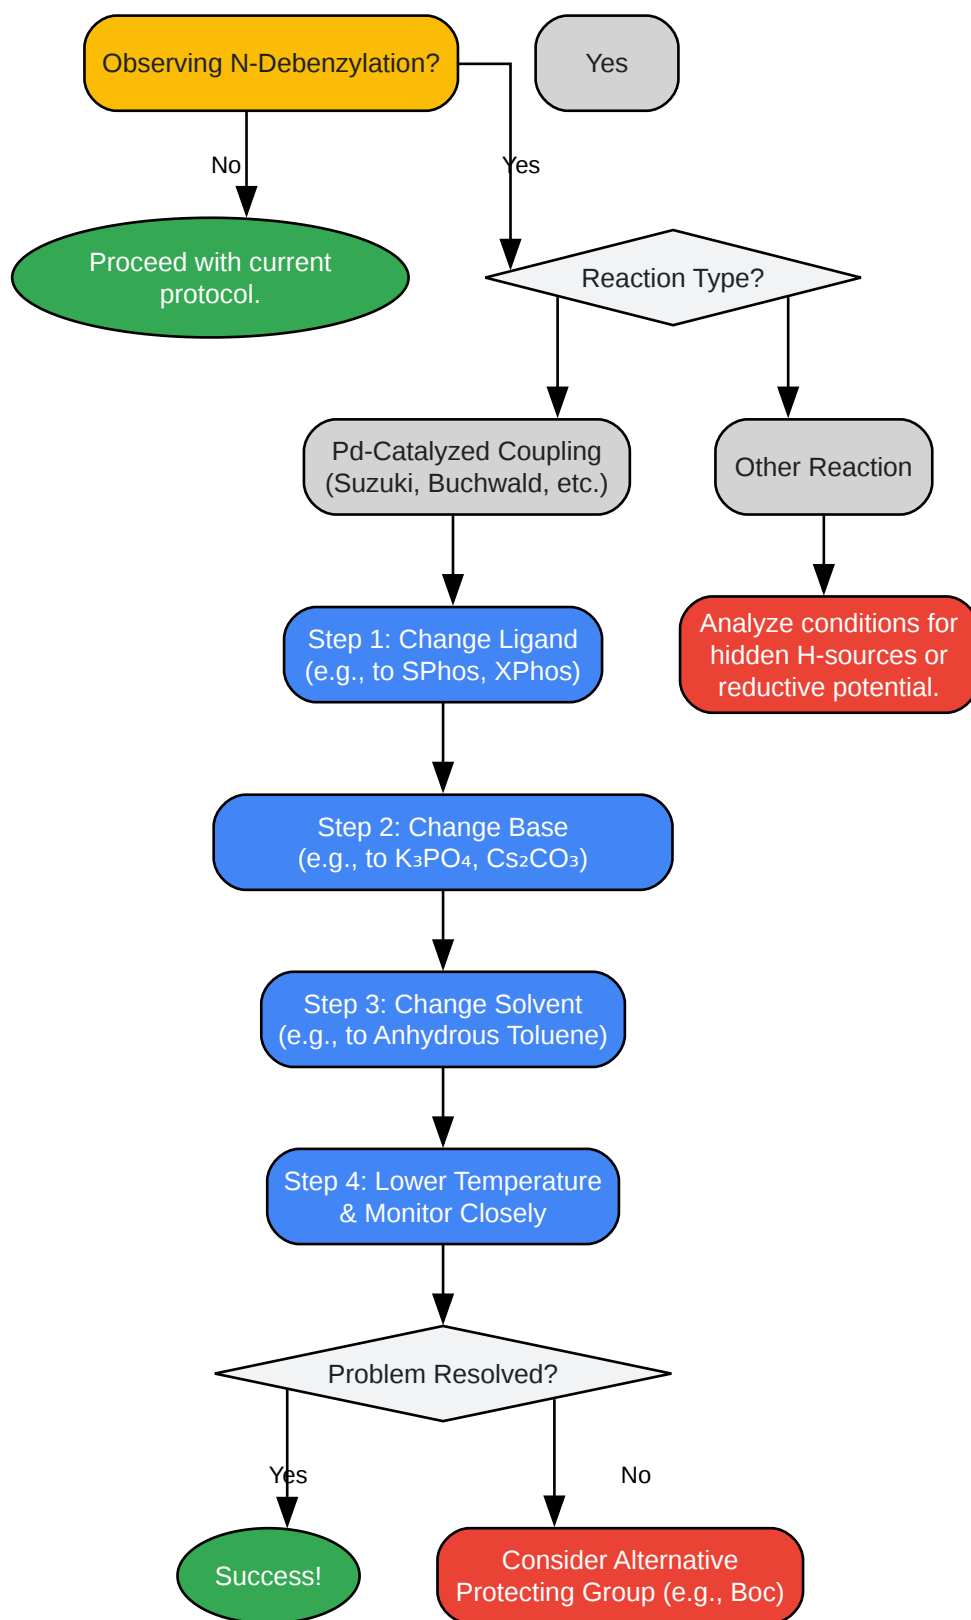 Observing N-Debenzylation?
Yes
No
Yes
Proceed with current
protocol.
Reaction Type?
Pd-Catalyzed Coupling
(Suzuki, Buchwald, etc.)
Other Reaction
Step 1: Change Ligand
(e.g., to SPhos, XPhos)
Analyze conditions for
hidden H-sources or
reductive potential.
Step 2: Change Base
(e.g., to K₃PO₄, Cs₂CO₃)
Step 3: Change Solvent
(e.g., to Anhydrous Toluene)
Step 4: Lower Temperature
& Monitor Closely
Problem Resolved?
Yes
No
Success!
Consider Alternative
Protecting Group (e.g., Boc)